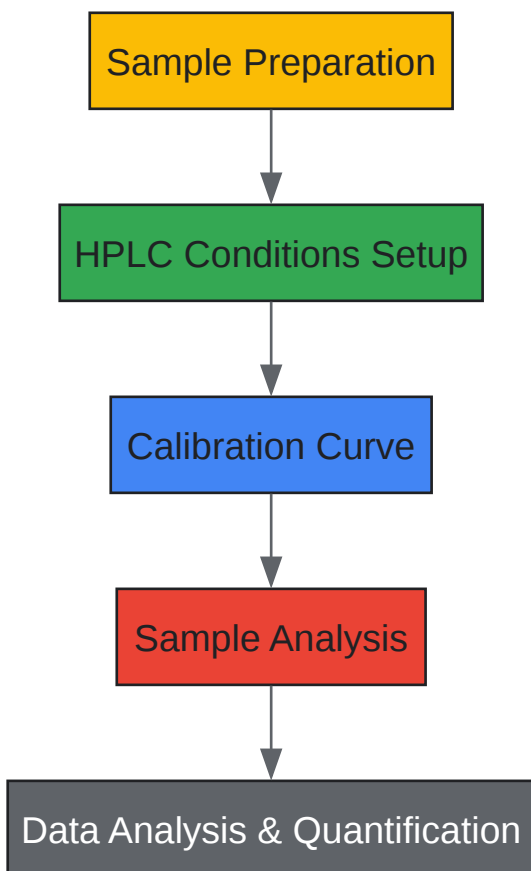 Sample Preparation
HPLC Conditions Setup
Calibration Curve
Sample Analysis
Data Analysis & Quantification